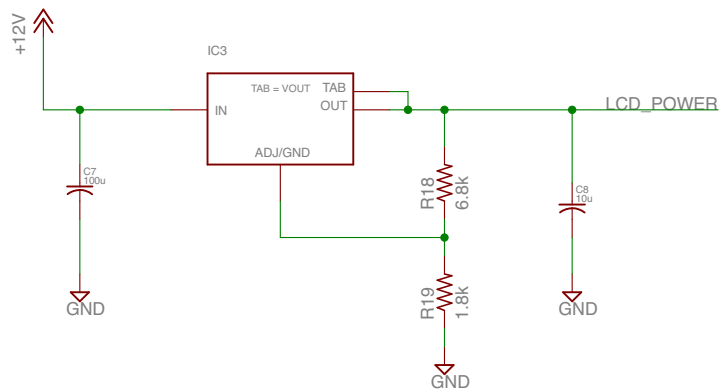 +12V
IC3
TAB = VOUT
TAB
IN
OUT
LCD_POWER
ADJ/GND
C7
100u
R18
6.8k
C8
10u
R19
1.8k
GND
GND
GND